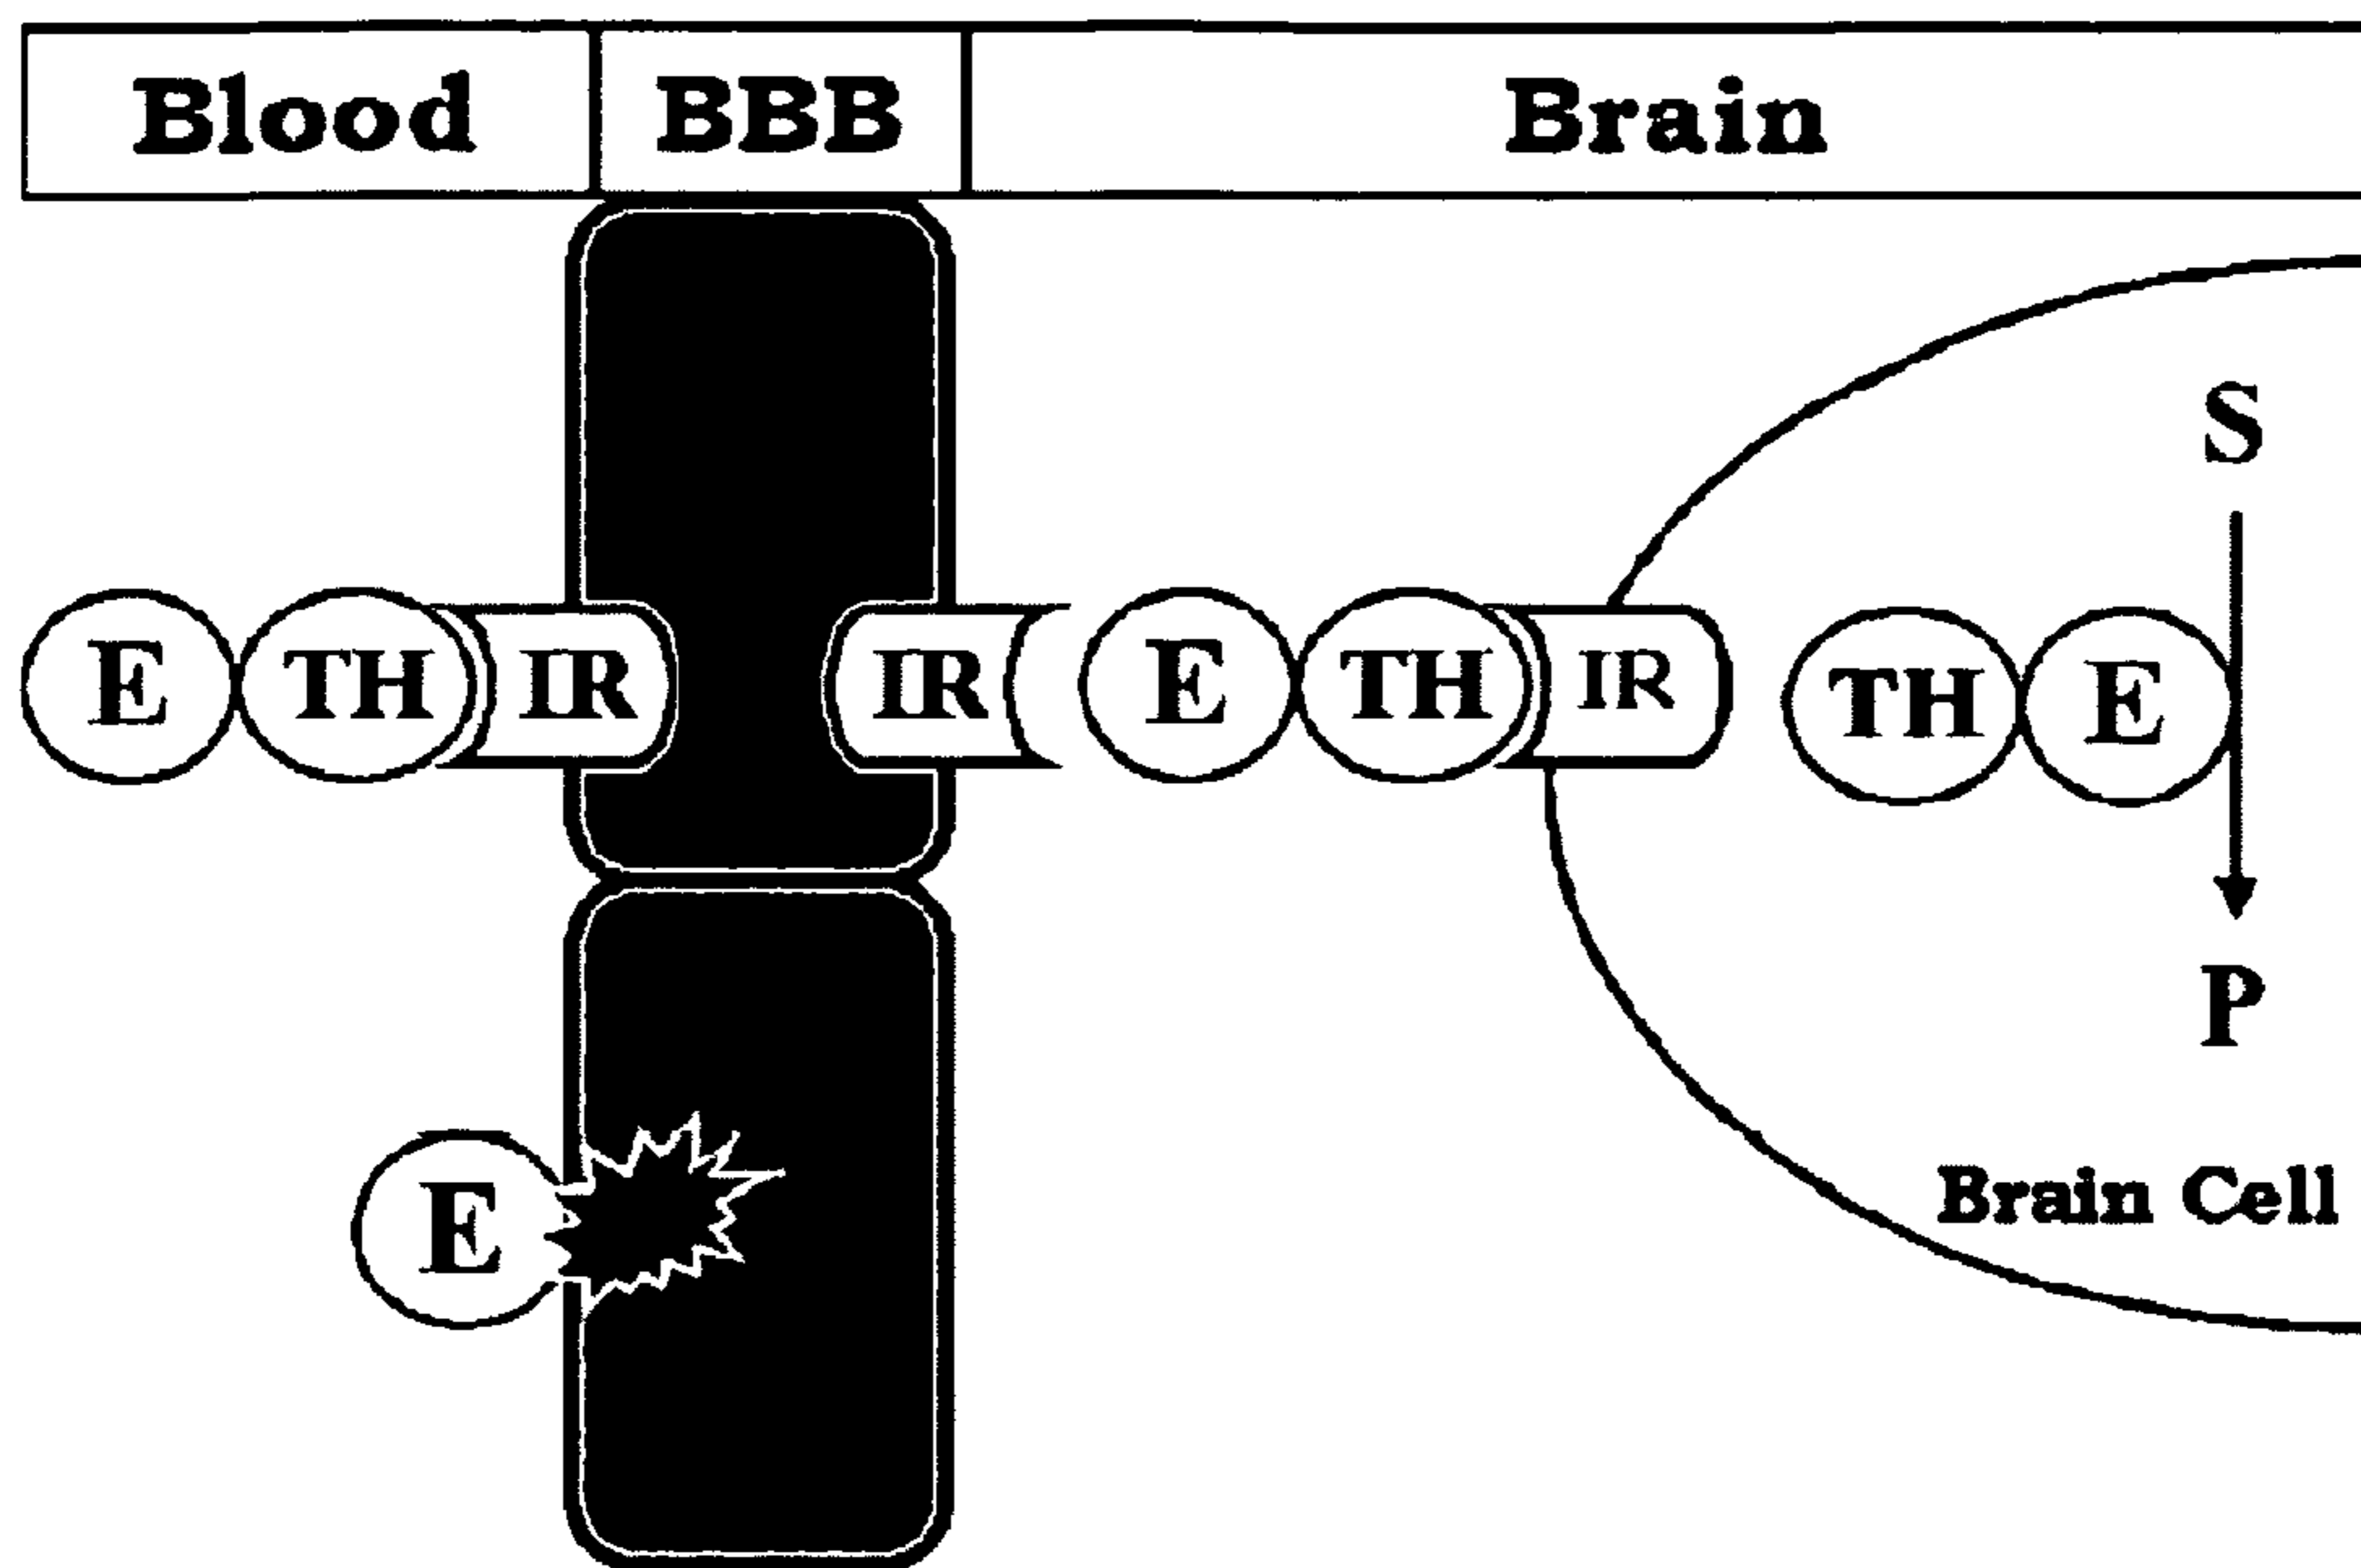 Blood BBB Brain
S
E TH IR IR E TH IR TH E
P
E
Brain Cell